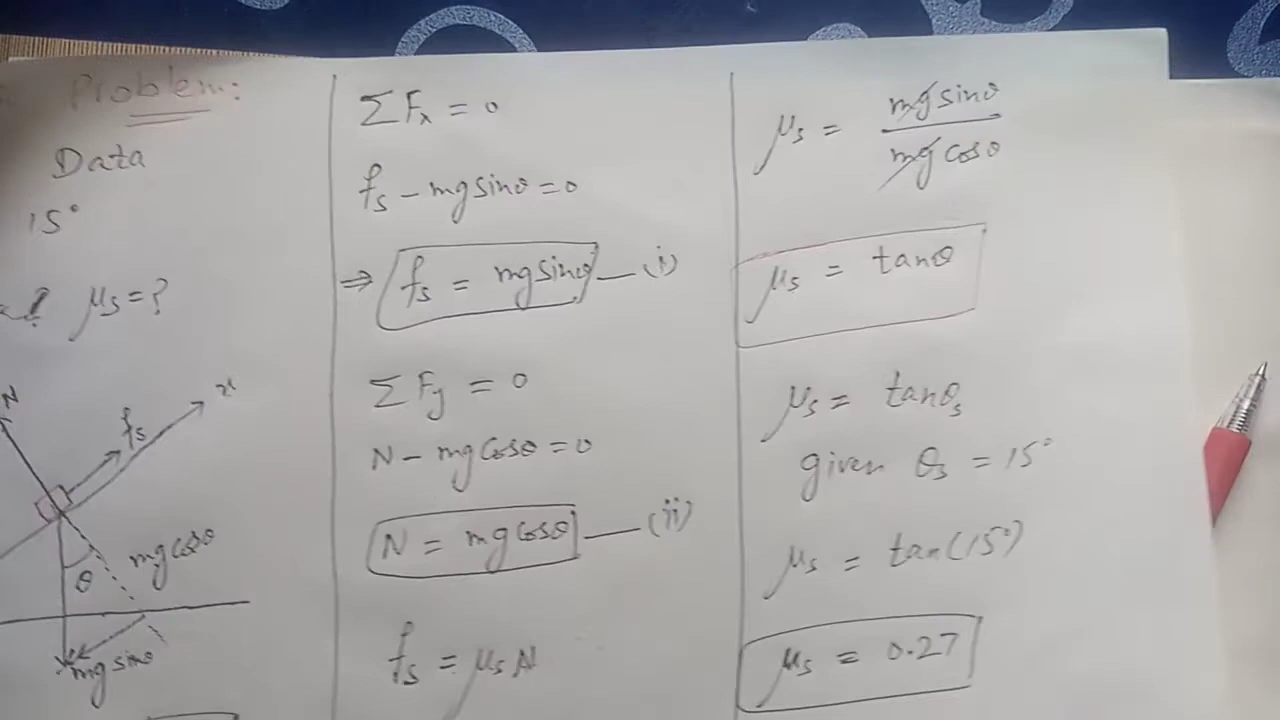 Problem:
Data
15°
μs = ?
N
fs
x
θ
mg cosθ
mg sinθ
ΣFx = 0
fs - mg sinθ = 0
⇒ fs = mg sinθ — (i)
ΣFy = 0
N - mg cosθ = 0
N = mg cosθ — (ii)
fs = μs N
μs = mg sinθ / mg cosθ
μs = tanθ
μs = tanθs
given θs = 15°
μs = tan(15°)
μs = 0.27